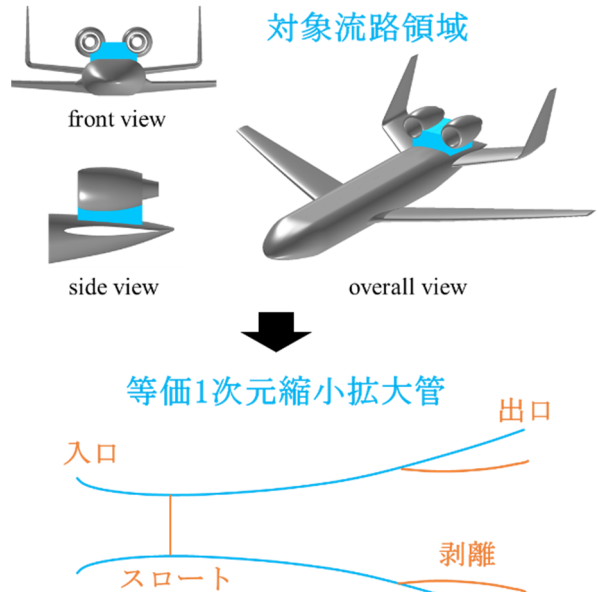 対象流路領域
front view
side view
overall view
等価1次元縮小拡大管
出口
入口
剥離
スロート